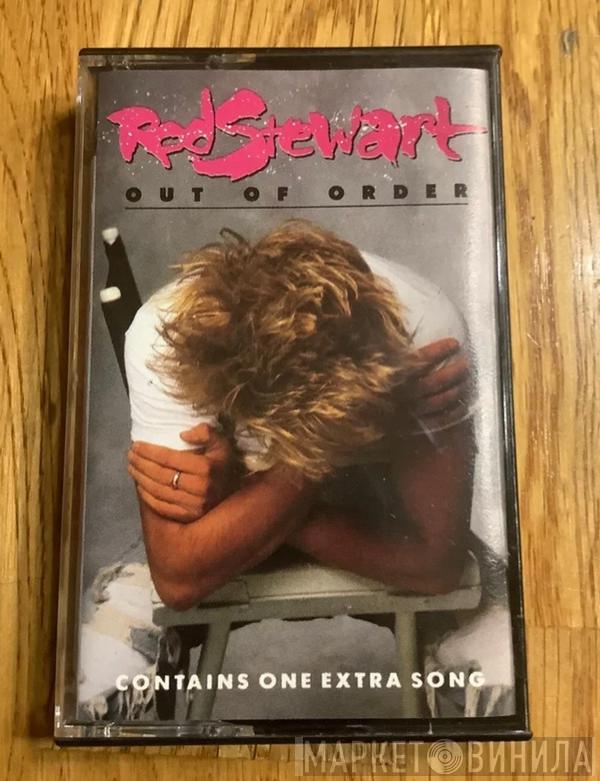 Rod Stewart
OUT OF ORDER
CONTAINS ONE EXTRA SONG
МАРКЕТ ВИНИЛА